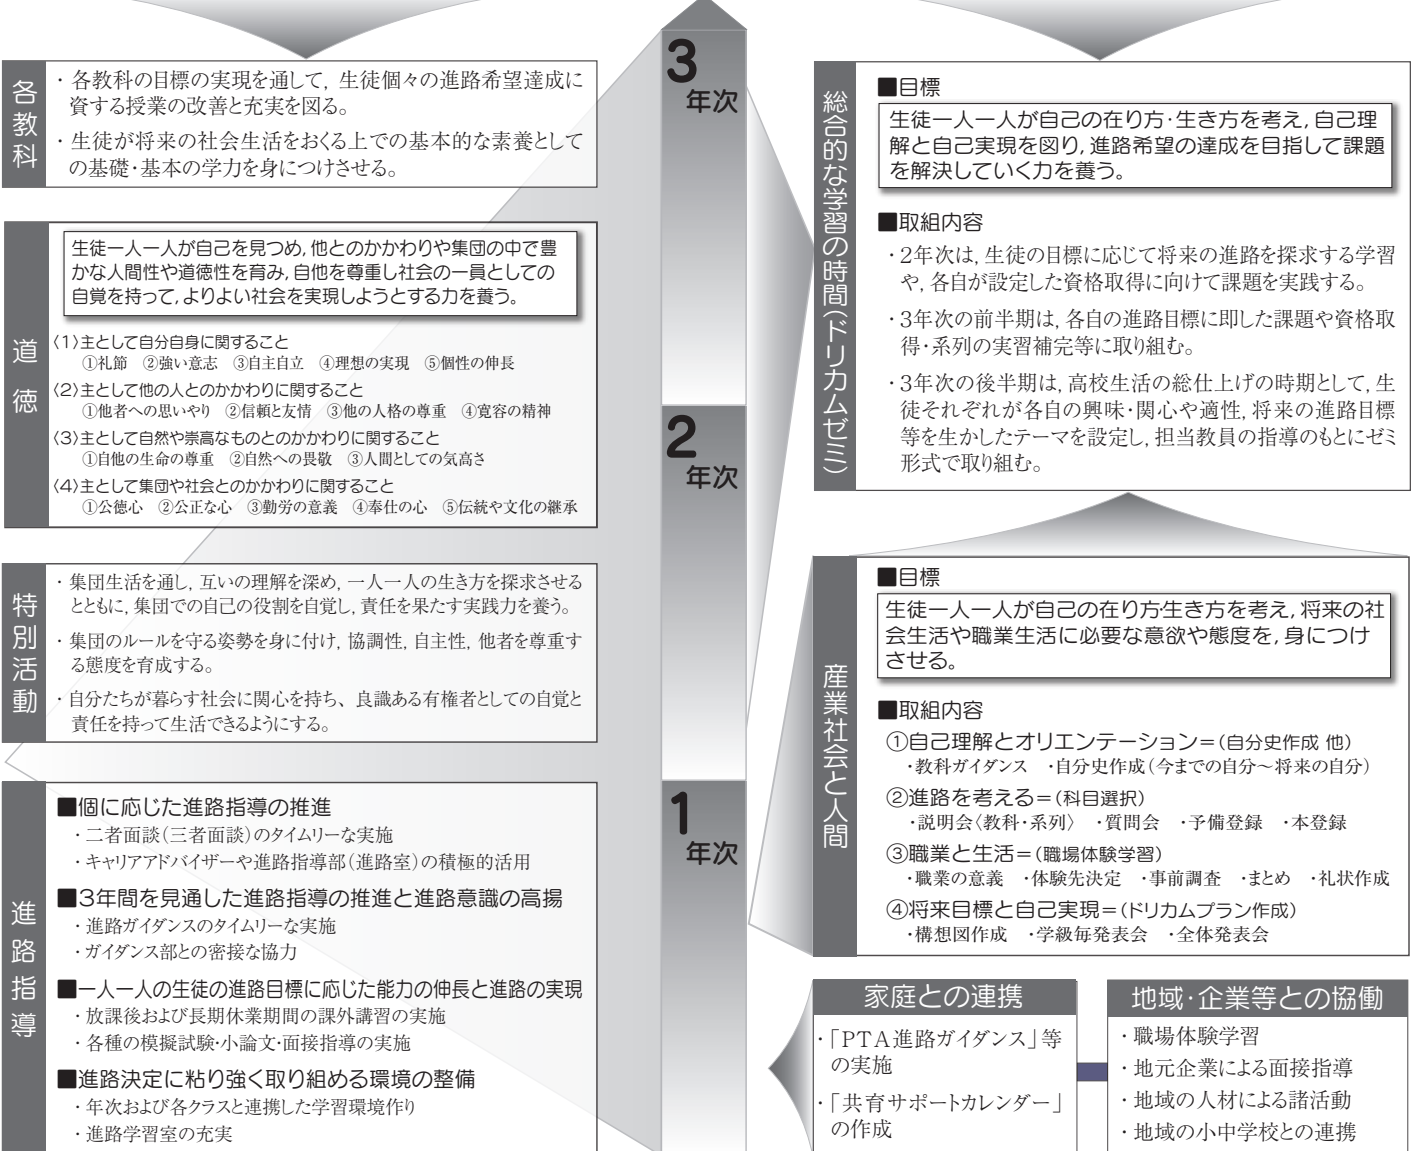 各教科
・各教科の目標の実現を通して，生徒個々の進路希望達成に
資する授業の改善と充実を図る。
・生徒が将来の社会生活をおくる上での基本的な素養として
の基礎・基本の学力を身につけさせる。
道徳
生徒一人一人が自己を見つめ，他とのかかわりや集団の中で豊
かな人間性や道徳性を育み，自他を尊重し社会の一員としての
自覚を持って，よりよい社会を実現しようとする力を養う。
〈1〉主として自分自身に関すること
①礼節　②強い意志　③自主自立　④理想の実現　⑤個性の伸長
〈2〉主として他の人とのかかわりに関すること
①他者への思いやり　②信頼と友情　③他の人格の尊重　④寛容の精神
〈3〉主として自然や崇高なものとのかかわりに関すること
①自他の生命の尊重　②自然への畏敬　③人間としての気高さ
〈4〉主として集団や社会とのかかわりに関すること
①公徳心　②公正な心　③勤労の意義　④奉仕の心　⑤伝統や文化の継承
特別活動
・集団生活を通し，互いの理解を深め，一人一人の生き方を探求させる
とともに，集団での自己の役割を自覚し，責任を果たす実践力を養う。
・集団のルールを守る姿勢を身に付け，協調性，自主性，他者を尊重す
る態度を育成する。
・自分たちが暮らす社会に関心を持ち、良識ある有権者としての自覚と
責任を持って生活できるようにする。
進路指導
■個に応じた進路指導の推進
・二者面談（三者面談）のタイムリーな実施
・キャリアアドバイザーや進路指導部（進路室）の積極的活用
■3年間を見通した進路指導の推進と進路意識の高揚
・進路ガイダンスのタイムリーな実施
・ガイダンス部との密接な協力
■一人一人の生徒の進路目標に応じた能力の伸長と進路の実現
・放課後および長期休業期間の課外講習の実施
・各種の模擬試験・小論文・面接指導の実施
■進路決定に粘り強く取り組める環境の整備
・年次および各クラスと連携した学習環境作り
・進路学習室の充実
3
年次
2
年次
1
年次
総合的な学習の時間（ドリカムゼミ）
■目標
生徒一人一人が自己の在り方・生き方を考え，自己理
解と自己実現を図り，進路希望の達成を目指して課題
を解決していく力を養う。
■取組内容
・2年次は，生徒の目標に応じて将来の進路を探求する学習
や，各自が設定した資格取得に向けて課題を実践する。
・3年次の前半期は，各自の進路目標に即した課題や資格取
得・系列の実習補完等に取り組む。
・3年次の後半期は，高校生活の総仕上げの時期として，生
徒それぞれが各自の興味・関心や適性，将来の進路目標
等を生かしたテーマを設定し，担当教員の指導のもとにゼミ
形式で取り組む。
産業社会と人間
■目標
生徒一人一人が自己の在り方生き方を考え，将来の社
会生活や職業生活に必要な意欲や態度を，身につけ
させる。
■取組内容
①自己理解とオリエンテーション＝（自分史作成 他）
・教科ガイダンス　・自分史作成（今までの自分～将来の自分）
②進路を考える＝（科目選択）
・説明会〈教科・系列〉　・質問会　・予備登録　・本登録
③職業と生活＝（職場体験学習）
・職業の意義　・体験先決定　・事前調査　・まとめ　・礼状作成
④将来目標と自己実現＝（ドリカムプラン作成）
・構想図作成　・学級毎発表会　・全体発表会
家庭との連携
・「PTA進路ガイダンス」等
の実施
・「共育サポートカレンダー」
の作成
地域・企業等との協働
・職場体験学習
・地元企業による面接指導
・地域の人材による諸活動
・地域の小中学校との連携